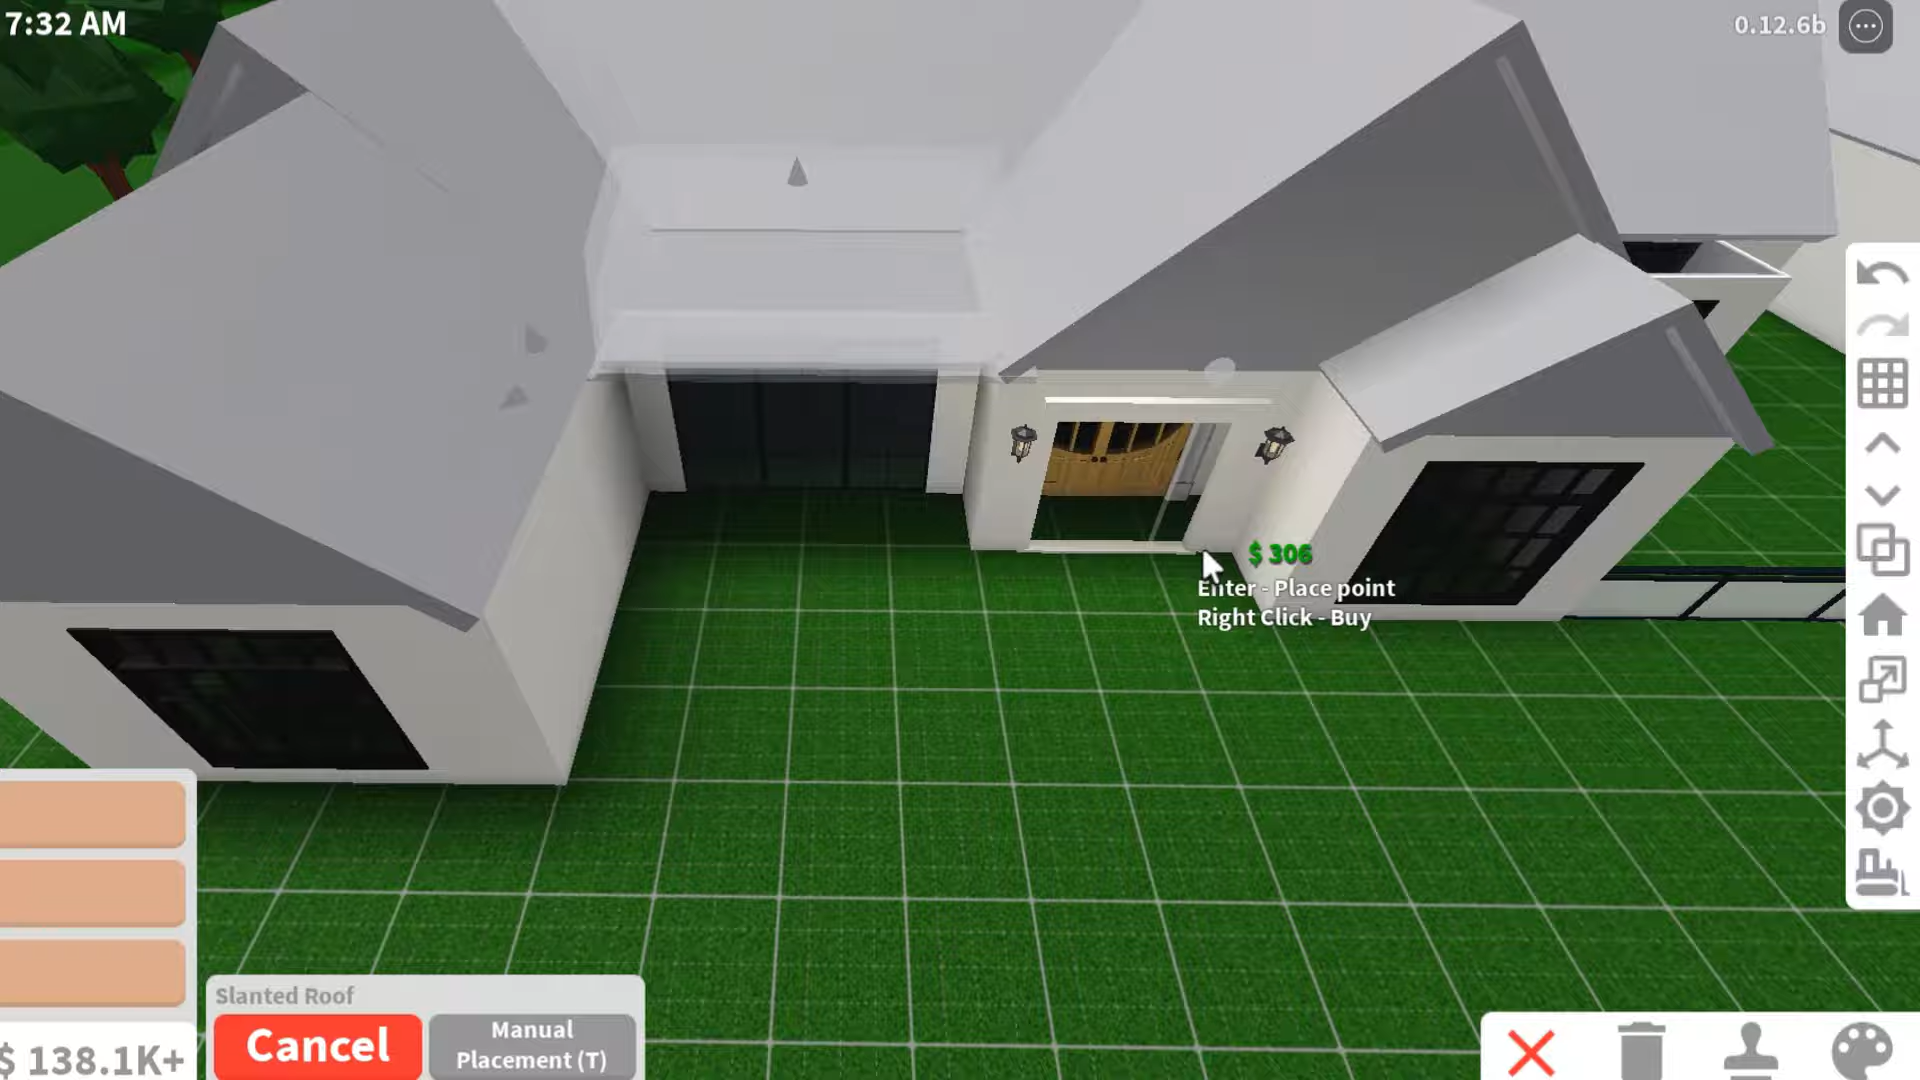 7:32 AM
0.12.6b
$ 306
Enter - Place point
Right Click - Buy
Slanted Roof
Cancel
Manual
Placement (T)
$ 138.1K+